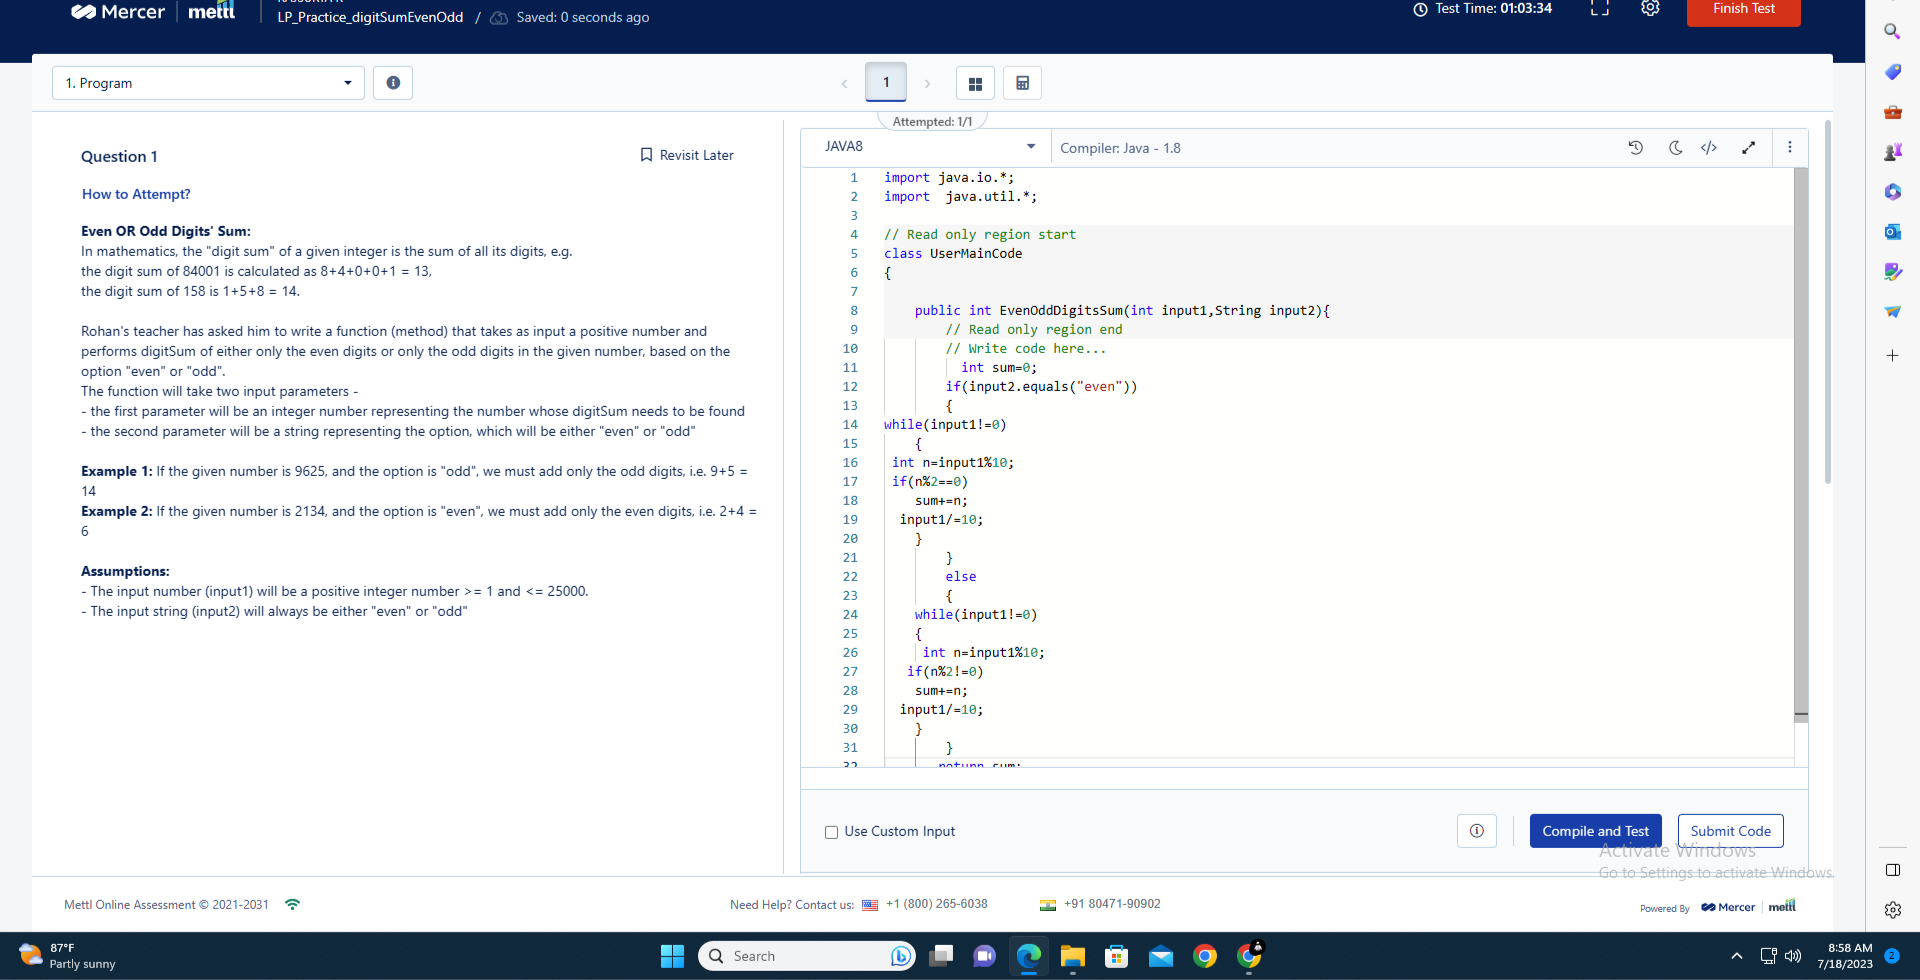 Mercer mettl
LP_Practice_digitSumEvenOdd / Saved: 0 seconds ago
Test Time: 01:03:34
Finish Test
1. Program
1
Attempted: 1/1
Question 1
Revisit Later
How to Attempt?
Even OR Odd Digits' Sum:
In mathematics, the "digit sum" of a given integer is the sum of all its digits, e.g.
the digit sum of 84001 is calculated as 8+4+0+0+1 = 13,
the digit sum of 158 is 1+5+8 = 14.
Rohan's teacher has asked him to write a function (method) that takes as input a positive number and
performs digitSum of either only the even digits or only the odd digits in the given number, based on the
option "even" or "odd".
The function will take two input parameters -
- the first parameter will be an integer number representing the number whose digitSum needs to be found
- the second parameter will be a string representing the option, which will be either "even" or "odd"
Example 1: If the given number is 9625, and the option is "odd", we must add only the odd digits, i.e. 9+5 =
14
Example 2: If the given number is 2134, and the option is "even", we must add only the even digits, i.e. 2+4 =
6
Assumptions:
- The input number (input1) will be a positive integer number >= 1 and <= 25000.
- The input string (input2) will always be either "even" or "odd"
JAVA8
Compiler: Java - 1.8
1 import java.io.*;
2 import java.util.*;
3
4 // Read only region start
5 class UserMainCode
6 {
7
8 public int EvenOddDigitsSum(int input1,String input2){
9 // Read only region end
10 // Write code here...
11 int sum=0;
12 if(input2.equals("even"))
13 {
14 while(input1!=0)
15 {
16 int n=input1%10;
17 if(n%2==0)
18 sum+=n;
19 input1/=10;
20 }
21 }
22 else
23 {
24 while(input1!=0)
25 {
26 int n=input1%10;
27 if(n%2!=0)
28 sum+=n;
29 input1/=10;
30 }
31 }
32 return sum;
Use Custom Input
Compile and Test
Submit Code
Activate Windows
Go to Settings to activate Windows.
Mettl Online Assessment © 2021-2031
Need Help? Contact us: +1 (800) 265-6038
+91 80471-90902
Powered By Mercer mettl
87°F
Partly sunny
Search
8:58 AM
7/18/2023
2